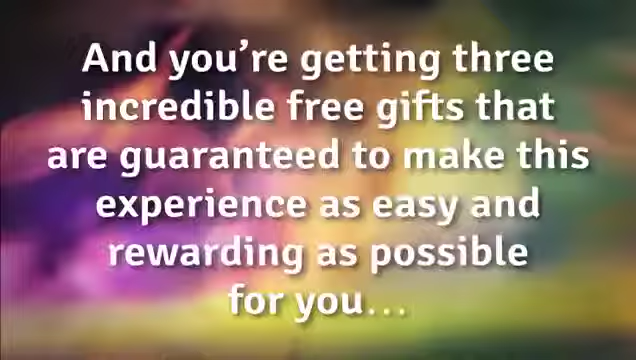 And you’re getting three
incredible free gifts that
are guaranteed to make this
experience as easy and
rewarding as possible
for you…